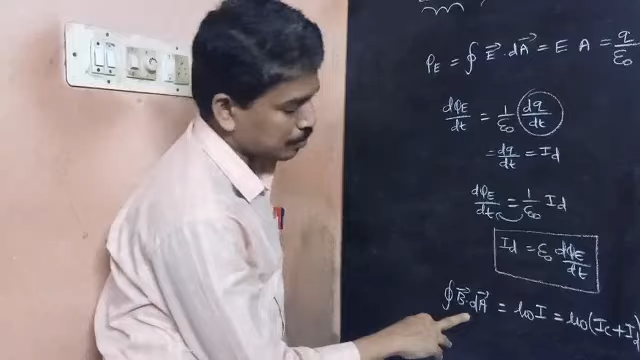 φE = ∮ E⃗ . dA⃗ = E A = q/ε₀
dφE/dt = 1/ε₀ dq/dt
= dq/dt = Id
dφE/dt = 1/ε₀ Id
Id = ε₀ dφE/dt
∮ B⃗ . dA⃗ = μ₀I = μ₀(Ic + Id)